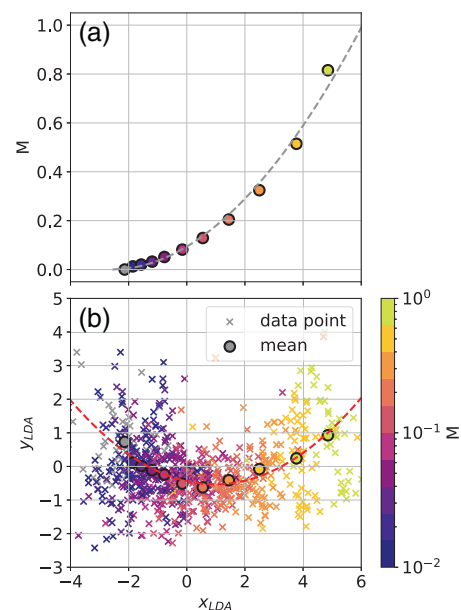 (a)
M
1.0
0.8
0.6
0.4
0.2
0.0
(b)
× data point
mean
y_LDA
5
4
3
2
1
0
−1
−2
−3
−4 −2 0 2 4 6
x_LDA
10^0
10^−1
10^−2
M